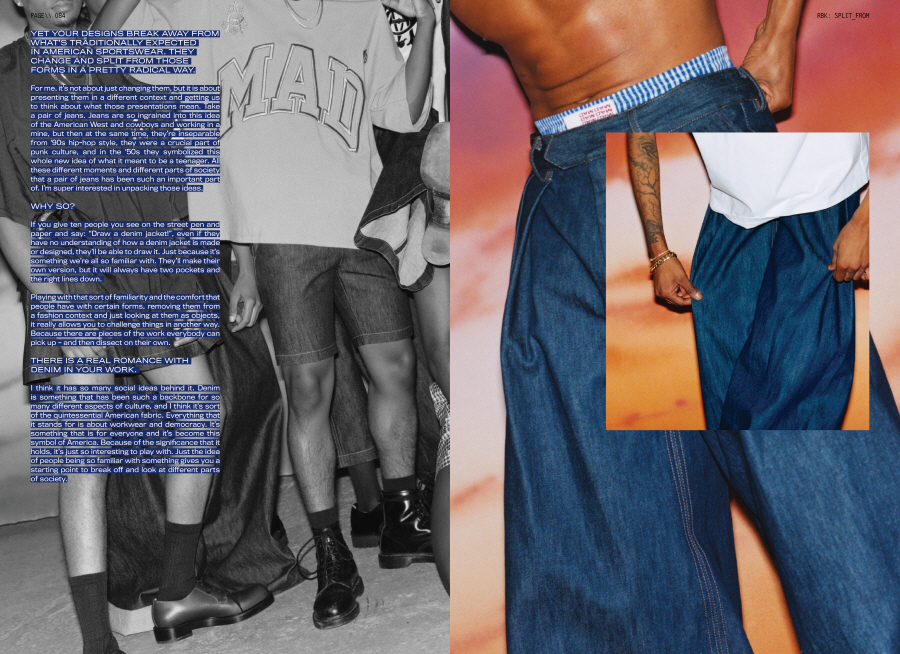 PAGE\\ 084
RBK: SPLIT_FROM
YET YOUR DESIGNS BREAK AWAY FROM
WHAT'S TRADITIONALLY EXPECTED
IN AMERICAN SPORTSWEAR. THEY
CHANGE AND SPLIT FROM THOSE
FORMS IN A PRETTY RADICAL WAY.
For me, it's not about just changing them, but it is about
presenting them in a different context and getting us
to think about what those presentations mean. Take
a pair of jeans. Jeans are so ingrained into this idea
of the American West and cowboys and working in a
mine, but then at the same time, they're inseparable
from '90s hip-hop style, they were a crucial part of
punk culture, and in the '50s they symbolized this
whole new idea of what it meant to be a teenager. All
these moments and different parts of society
that a pair of jeans has been such an important part
of. I'm super interested in unpacking those ideas.
WHY SO?
If you give ten people you see on the street pen and
paper and say: "Draw a denim jacket!", even if they
have no understanding of how a denim jacket is made
or designed, they'll be able to draw it. Just because it's
something we're all so familiar with. They'll make their
own version, but it will always have two pockets and
the right lines down.
Playing with that sort of familiarity and the comfort that
people have with certain forms, removing them from
a fashion context and just looking at them as objects,
it really allows you to challenge things in another way.
Because there are pieces of the work everybody can
pick up – and then dissect on their own.
THERE IS A REAL ROMANCE WITH
DENIM IN YOUR WORK.
I think it has so many social ideas behind it. Denim
is something that has been such a backbone for so
many different aspects of culture, and I think it's sort
of the quintessential American fabric. Everything that
it stands for is about workwear and democracy. It's
something that is for everyone and it's become this
symbol of America. Because of the significance that it
holds, it's just so interesting to play with. Just the idea
of people being so familiar with something gives you a
starting point to break off and look at different parts
of society.
MAD